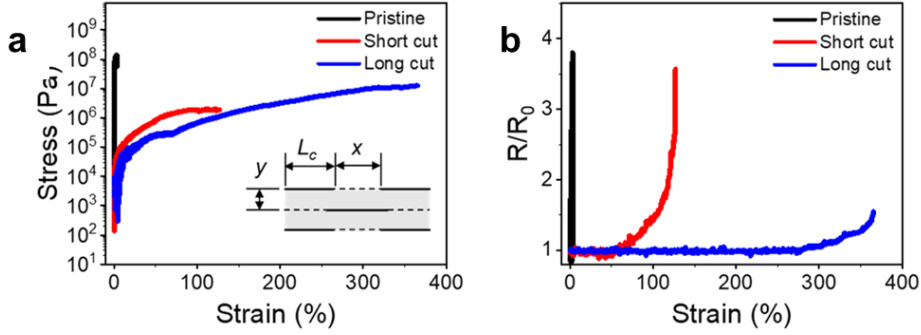 a
Stress (Pa)
10⁹
10⁸
10⁷
10⁶
10⁵
10⁴
10³
10²
10¹
Pristine
Short cut
Long cut
L_c
x
y
0 100 200 300 400
Strain (%)
b
R/R₀
4
3
2
1
Pristine
Short cut
Long cut
0 100 200 300 400
Strain (%)